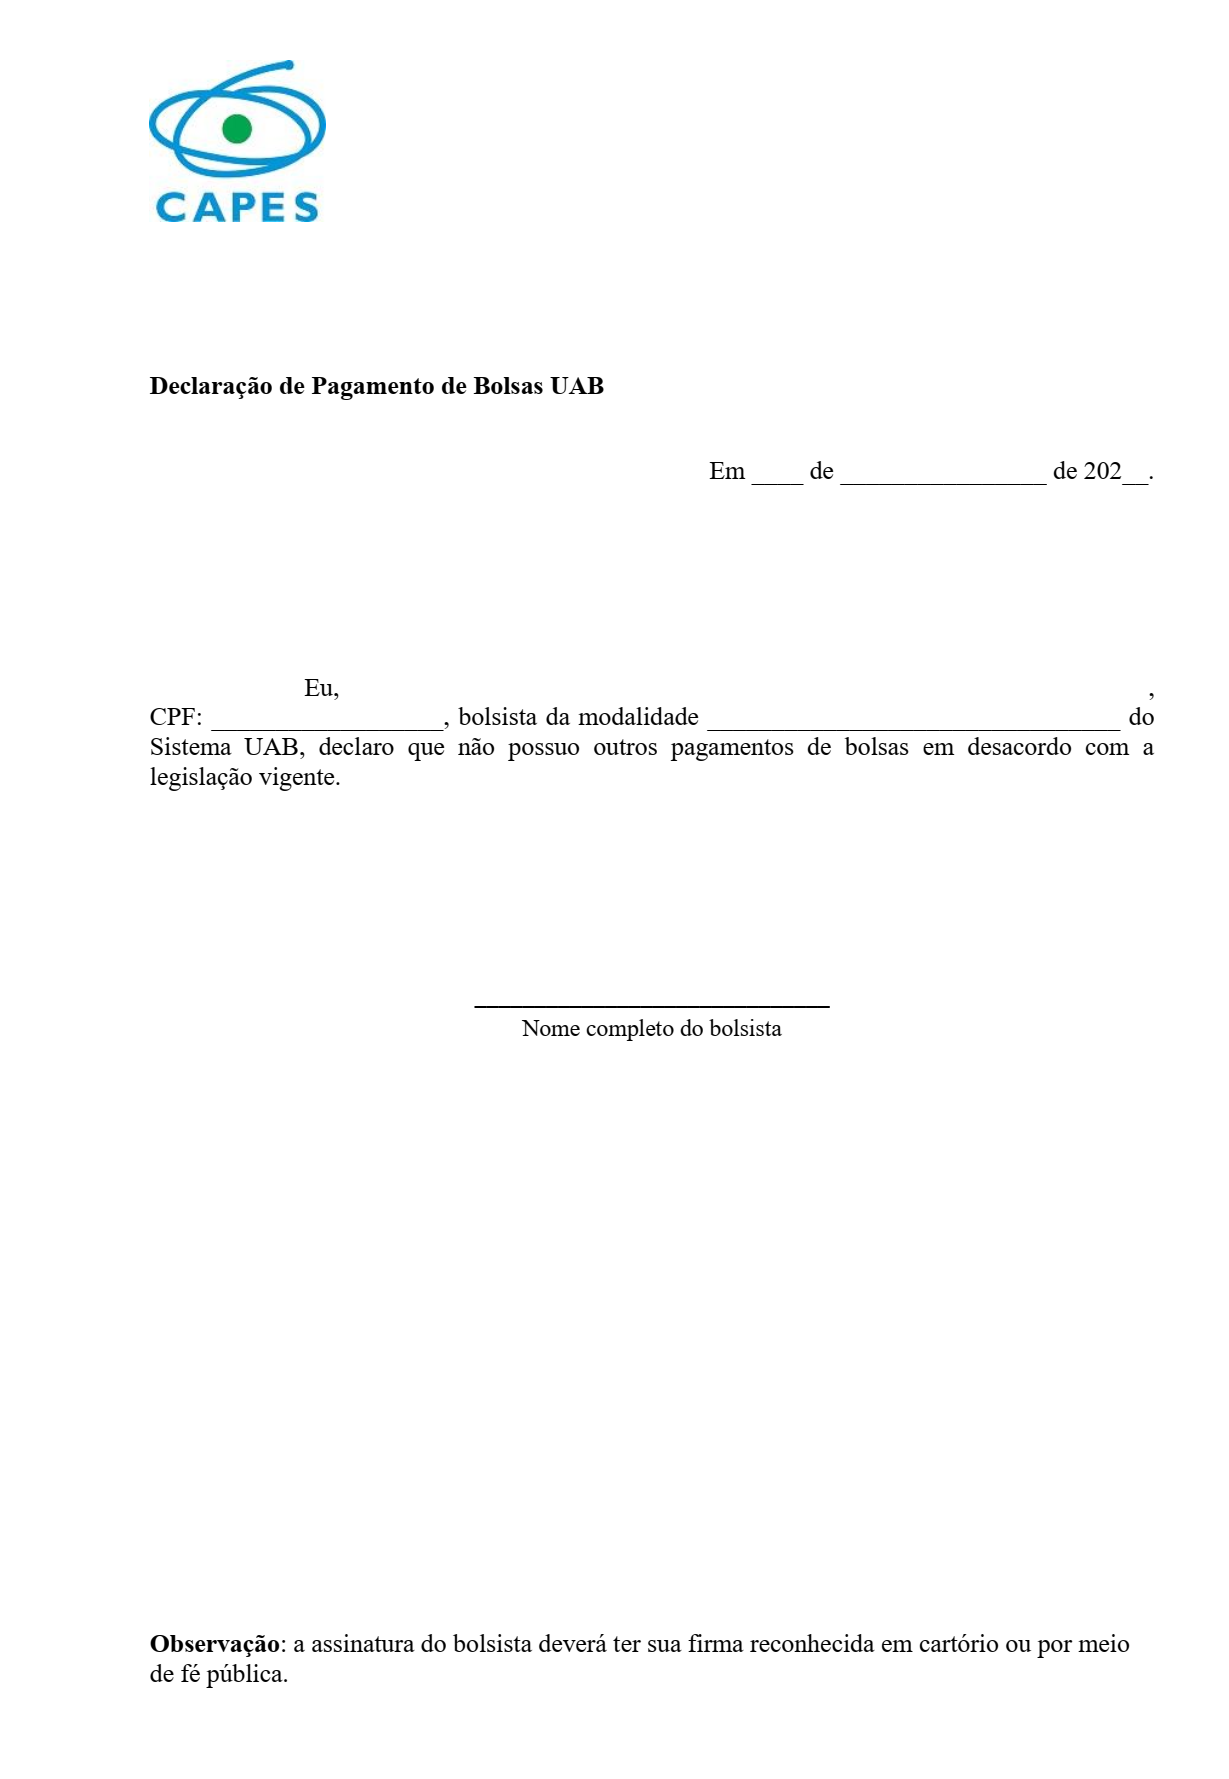 CAPES
Declaração de Pagamento de Bolsas UAB
Em ____ de ________________ de 202__.
Eu, ,
CPF: __________________, bolsista da modalidade ________________________________ do
Sistema UAB, declaro que não possuo outros pagamentos de bolsas em desacordo com a
legislação vigente.
______________________________
Nome completo do bolsista
Observação: a assinatura do bolsista deverá ter sua firma reconhecida em cartório ou por meio
de fé pública.